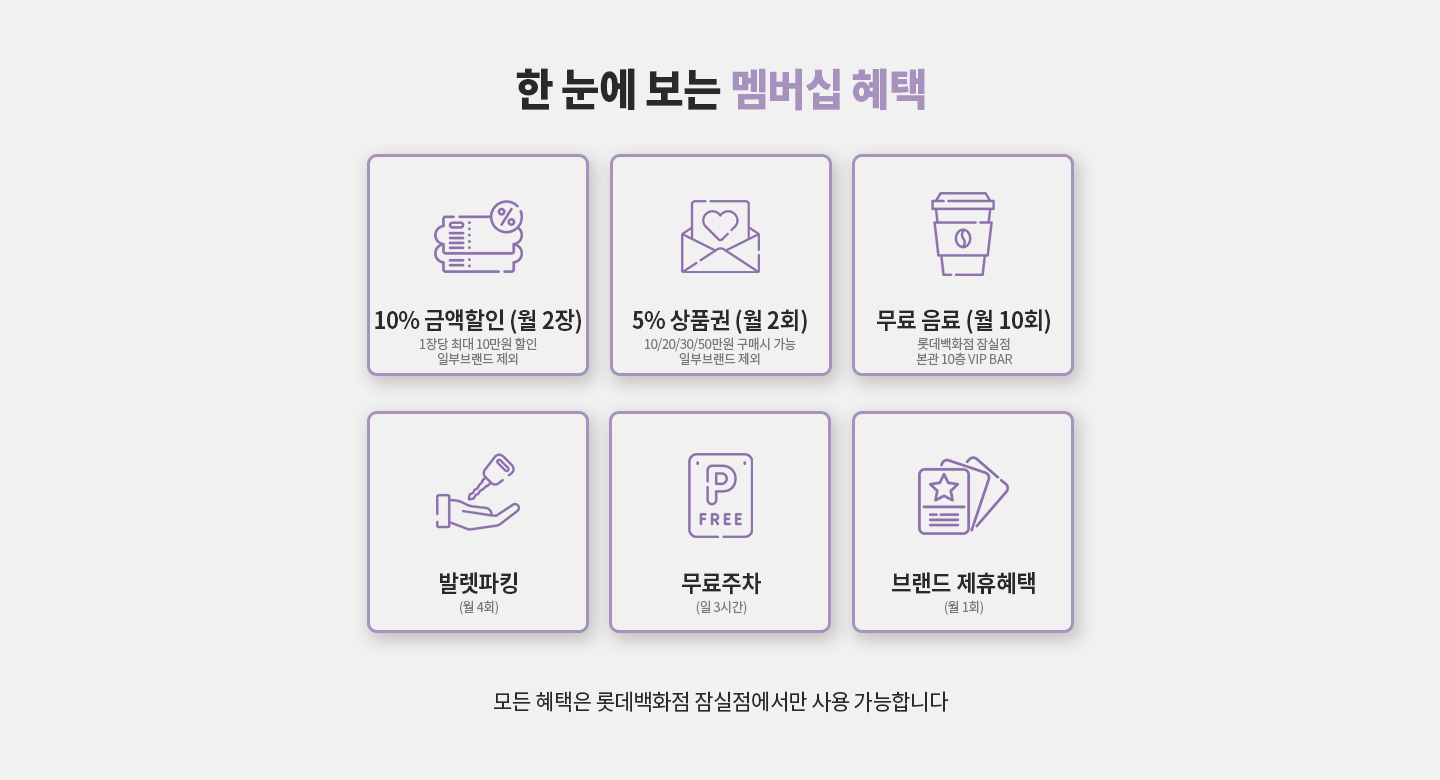 한 눈에 보는 멤버십 혜택
%
10% 금액할인 (월 2장)
1장당 최대 10만원 할인
일부브랜드 제외
5% 상품권 (월 2회)
10/20/30/50만원 구매시 가능
일부브랜드 제외
무료 음료 (월 10회)
롯데백화점 잠실점
본관 10층 VIP BAR
발렛파킹
(월 4회)
P
FREE
무료주차
(일 3시간)
브랜드 제휴혜택
(월 1회)
모든 혜택은 롯데백화점 잠실점에서만 사용 가능합니다